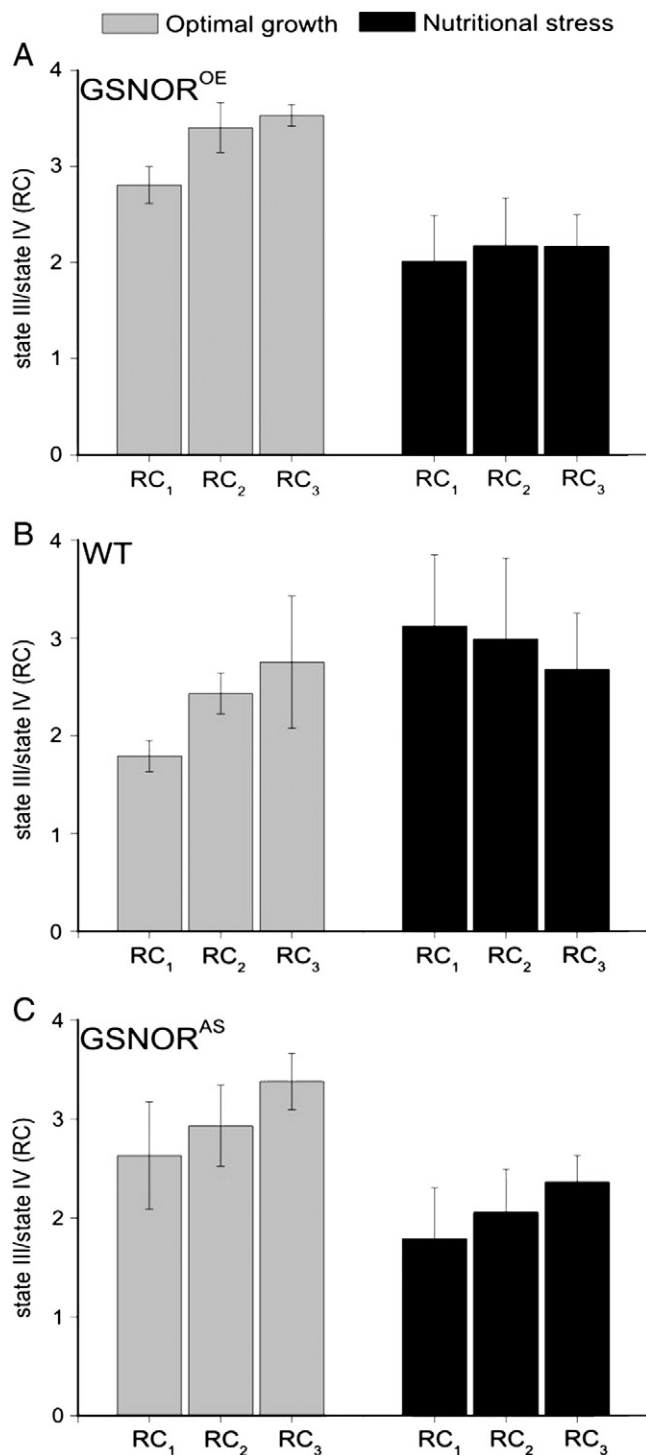 Optimal growth Nutritional stress
A
GSNOR^OE
state III/state IV (RC)
4
3
2
1
0
RC₁ RC₂ RC₃ RC₁ RC₂ RC₃
B
WT
state III/state IV (RC)
4
3
2
1
0
RC₁ RC₂ RC₃ RC₁ RC₂ RC₃
C
GSNOR^AS
state III/state IV (RC)
4
3
2
1
0
RC₁ RC₂ RC₃ RC₁ RC₂ RC₃